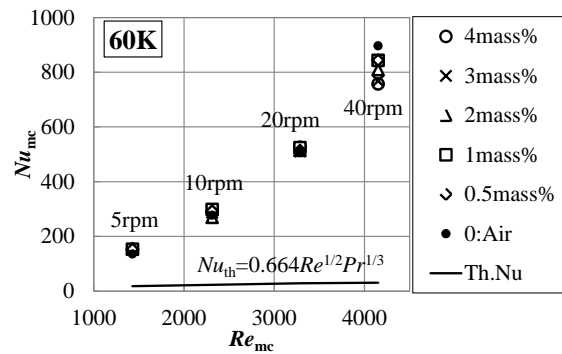 60K
1000
800
600
400
200
0
Nu_mc
5rpm
10rpm
20rpm
40rpm
Nu_th=0.664Re^1/2Pr^1/3
1000 2000 3000 4000
Re_mc
4mass%
3mass%
2mass%
1mass%
0.5mass%
0:Air
Th.Nu